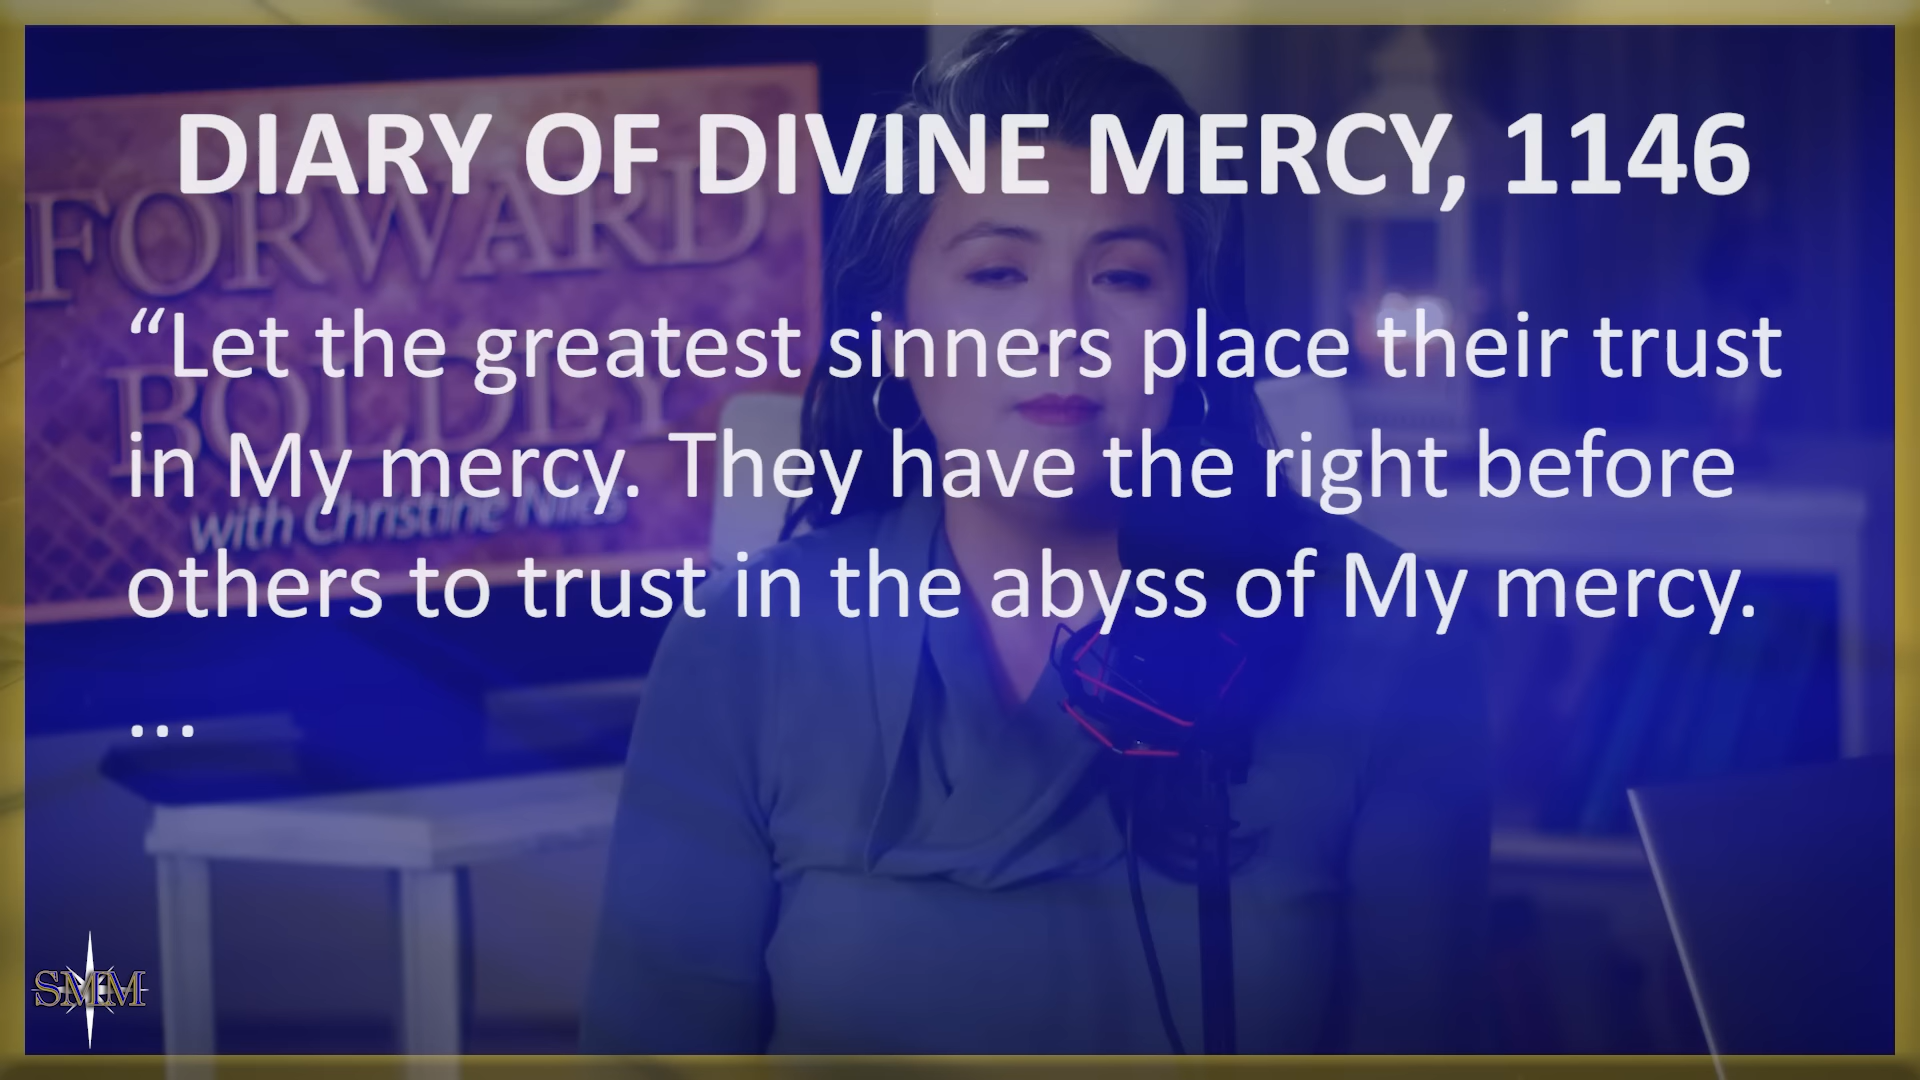 DIARY OF DIVINE MERCY, 1146
FORWARD
BOLDLY
with Christine Niles
“Let the greatest sinners place their trust
in My mercy. They have the right before
others to trust in the abyss of My mercy.
...
SMM